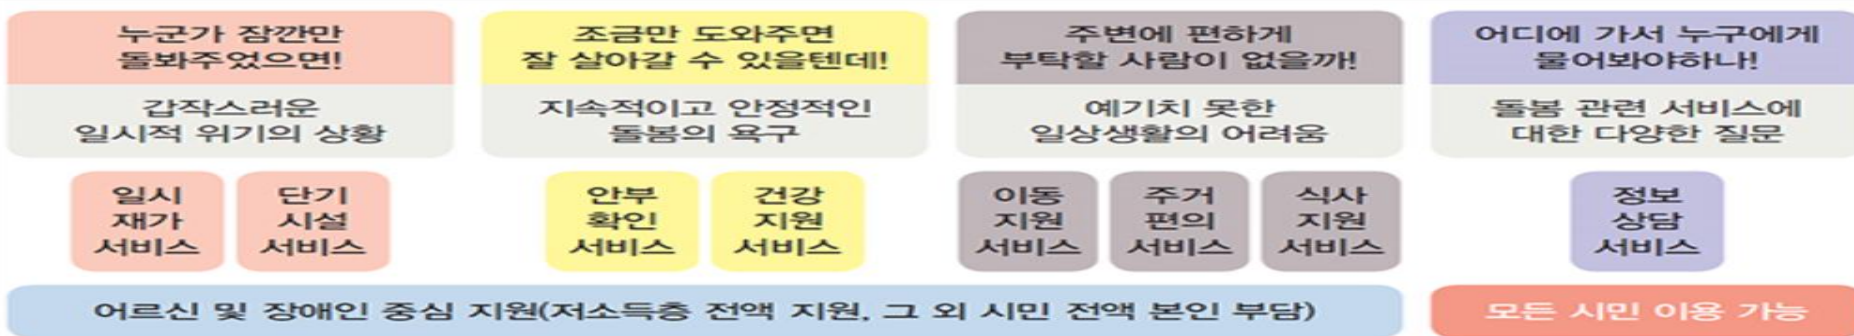 누군가 잠깐만
돌봐주었으면!
갑작스러운
일시적 위기의 상황
일시
재가
서비스
단기
시설
서비스
조금만 도와주면
잘 살아갈 수 있을텐데!
지속적이고 안정적인
돌봄의 욕구
안부
확인
서비스
건강
지원
서비스
주변에 편하게
부탁할 사람이 없을까!
예기치 못한
일상생활의 어려움
이동
지원
서비스
주거
편의
서비스
식사
지원
서비스
어르신 및 장애인 중심 지원(저소득층 전액 지원, 그 외 시민 전액 본인 부담)
어디에 가서 누구에게
물어봐야하나!
돌봄 관련 서비스에
대한 다양한 질문
정보
상담
서비스
모든 시민 이용 가능